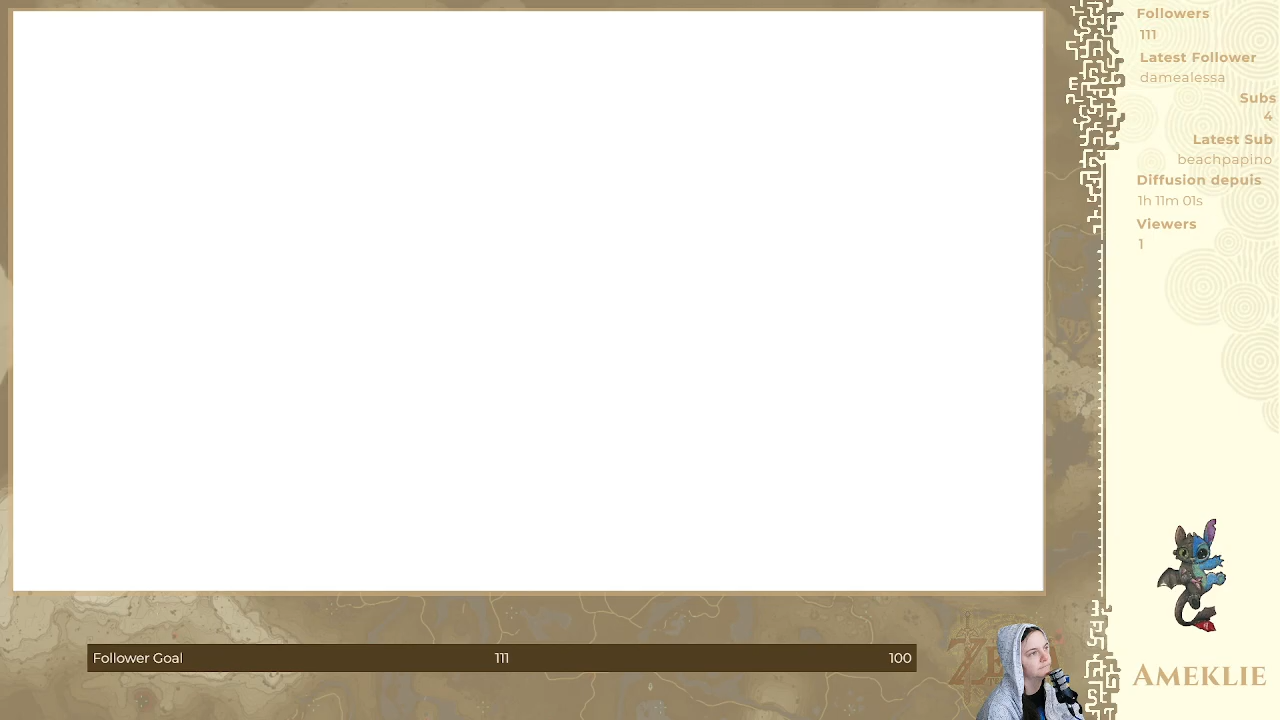 Followers
111
Latest Follower
damealessa
Subs
4
Latest Sub
beachpapino
Diffusion depuis
1h 11m 01s
Viewers
1
Follower Goal 111 100
AMEKLIE